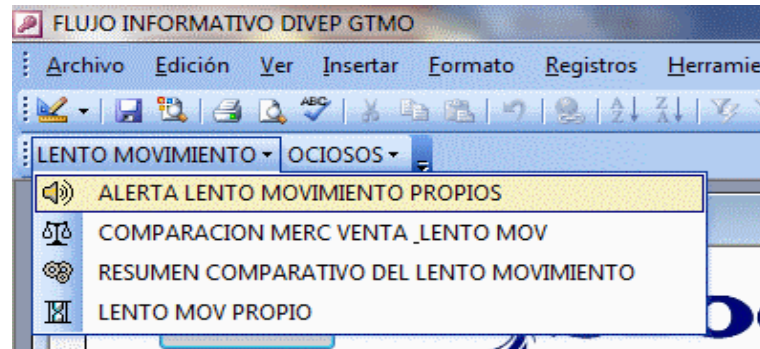 FLUJO INFORMATIVO DIVEP GTMO
Archivo Edición Ver Insertar Formato Registros
ABC
LENTO MOVIMIENTO OCIOSOS
ALERTA LENTO MOVIMIENTO PROPIOS
COMPARACION MERC VENTA _LENTO MOV
RESUMEN COMPARATIVO DEL LENTO MOVIMIENTO
LENTO MOV PROPIO